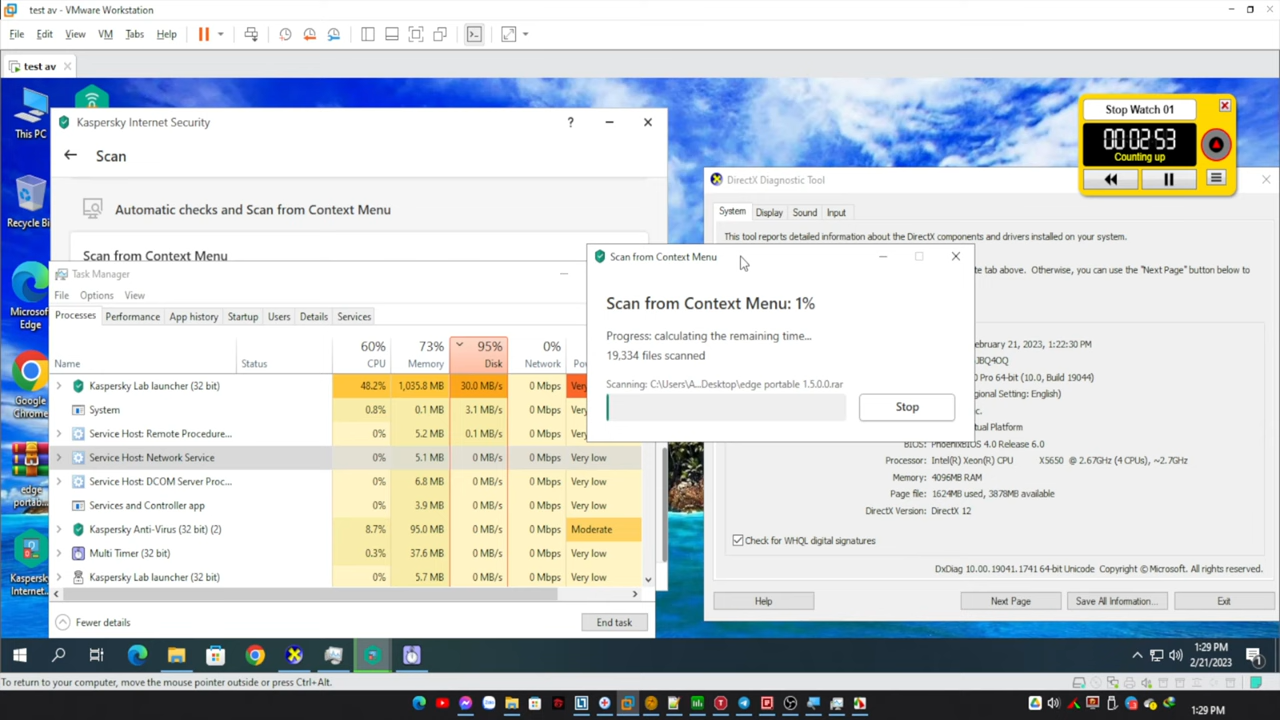 test av - VMware Workstation
File Edit View VM Tabs Help
test av
This PC
Recycle Bi
Microsof
Edge
Google
Chrome
edge
portab...
Kaspersky
Internet...
Kaspersky Internet Security
?
Scan
Automatic checks and Scan from Context Menu
Scan from Context Menu
Task Manager
File Options View
Processes Performance App history Startup Users Details Services
60% 73% 95% 0%
Name Status CPU Memory Disk Network Po
Kaspersky Lab launcher (32 bit) 48.2% 1,035.8 MB 30.0 MB/s 0 Mbps Very
System 0.8% 0.1 MB 3.1 MB/s 0 Mbps Very low
Service Host: Remote Procedure... 0% 5.2 MB 0.1 MB/s 0 Mbps Very low
Service Host: Network Service 0% 5.1 MB 0 MB/s 0 Mbps Very low
Service Host: DCOM Server Proc... 0% 6.8 MB 0 MB/s 0 Mbps Very low
Services and Controller app 0% 3.9 MB 0 MB/s 0 Mbps Very low
Kaspersky Anti-Virus (32 bit) (2) 8.7% 95.0 MB 0 MB/s 0 Mbps Moderate
Multi Timer (32 bit) 0.3% 37.6 MB 0 MB/s 0 Mbps Very low
Kaspersky Lab launcher (32 bit) 0% 5.7 MB 0 MB/s 0 Mbps Very low
Fewer details
End task
Scan from Context Menu
Scan from Context Menu: 1%
Progress: calculating the remaining time...
19,334 files scanned
Scanning: C:\Users\A...Desktop\edge portable 1.5.0.0.rar
Stop
Stop Watch 01
00:02:53
Counting up
DirectX Diagnostic Tool
System Display Sound Input
This tool reports detailed information about the DirectX components and drivers installed on your system.
te tab above. Otherwise, you can use the "Next Page" button below to
ebruary 21, 2023, 1:22:30 PM
JBQ4OQ
Pro 64-bit (10.0, Build 19044)
gional Setting: English)
c.
tual Platform
BIOS: PhoenixBIOS 4.0 Release 6.0
Processor: Intel(R) Xeon(R) CPU X5650 @ 2.67GHz (4 CPUs), ~2.7GHz
Memory: 4096MB RAM
Page file: 1624MB used, 3878MB available
DirectX Version: DirectX 12
Check for WHQL digital signatures
DxDiag 10.00.19041.1741 64-bit Unicode Copyright © Microsoft. All rights reserved.
Help Next Page Save All Information... Exit
1:29 PM
2/21/2023
1
To return to your computer, move the mouse pointer outside or press Ctrl+Alt.
1:29 PM